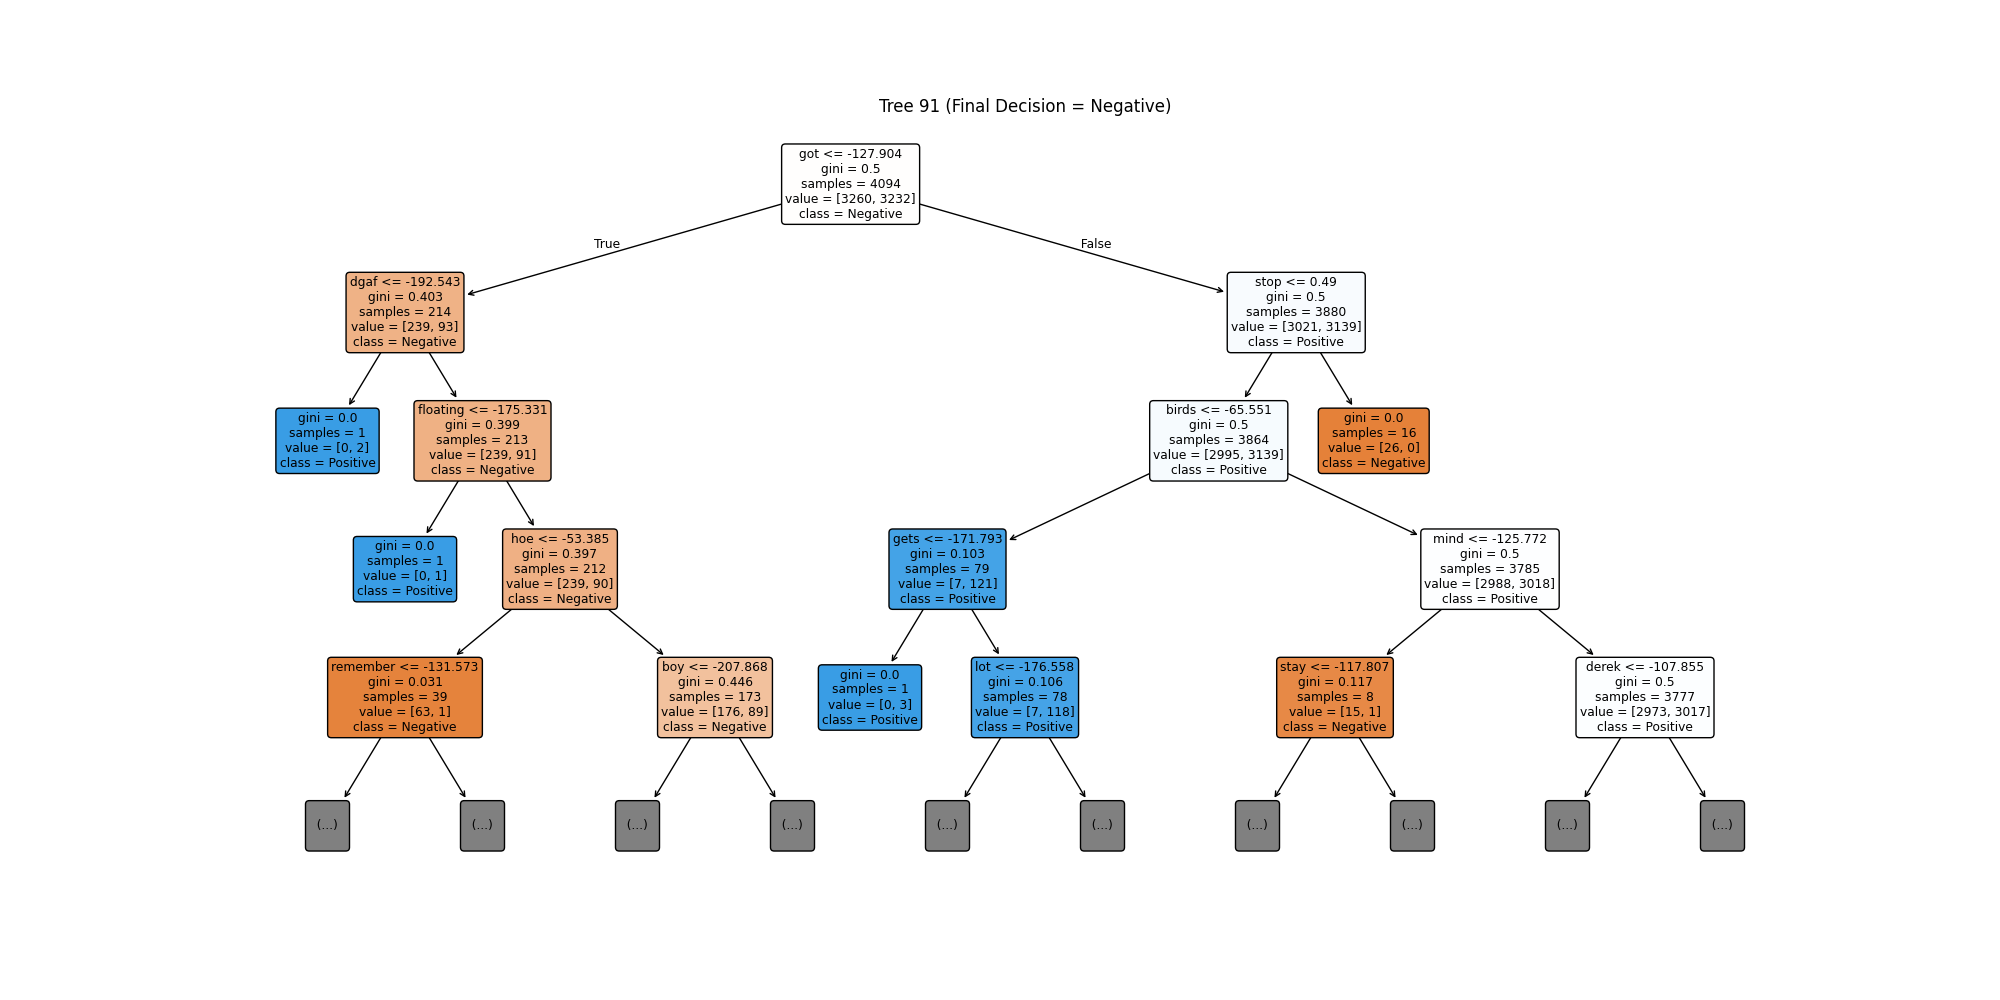 Tree 91 (Final Decision = Negative)
got <= -127.904
gini = 0.5
samples = 4094
value = [3260, 3232]
class = Negative
True
False
dgaf <= -192.543
gini = 0.403
samples = 214
value = [239, 93]
class = Negative
stop <= 0.49
gini = 0.5
samples = 3880
value = [3021, 3139]
class = Positive
gini = 0.0
samples = 1
value = [0, 2]
class = Positive
floating <= -175.331
gini = 0.399
samples = 213
value = [239, 91]
class = Negative
birds <= -65.551
gini = 0.5
samples = 3864
value = [2995, 3139]
class = Positive
gini = 0.0
samples = 16
value = [26, 0]
class = Negative
gini = 0.0
samples = 1
value = [0, 1]
class = Positive
hoe <= -53.385
gini = 0.397
samples = 212
value = [239, 90]
class = Negative
gets <= -171.793
gini = 0.103
samples = 79
value = [7, 121]
class = Positive
mind <= -125.772
gini = 0.5
samples = 3785
value = [2988, 3018]
class = Positive
remember <= -131.573
gini = 0.031
samples = 39
value = [63, 1]
class = Negative
boy <= -207.868
gini = 0.446
samples = 173
value = [176, 89]
class = Negative
gini = 0.0
samples = 1
value = [0, 3]
class = Positive
lot <= -176.558
gini = 0.106
samples = 78
value = [7, 118]
class = Positive
stay <= -117.807
gini = 0.117
samples = 8
value = [15, 1]
class = Negative
derek <= -107.855
gini = 0.5
samples = 3777
value = [2973, 3017]
class = Positive
(...)
(...)
(...)
(...)
(...)
(...)
(...)
(...)
(...)
(...)